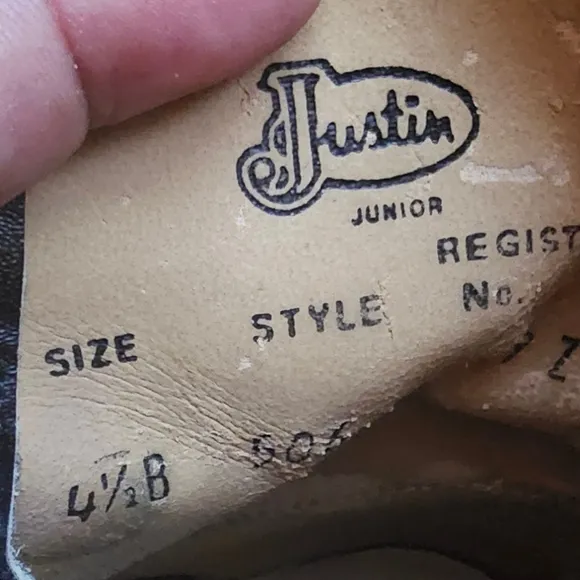 Justin
JUNIOR
SIZE STYLE REGIST
No.
4½B